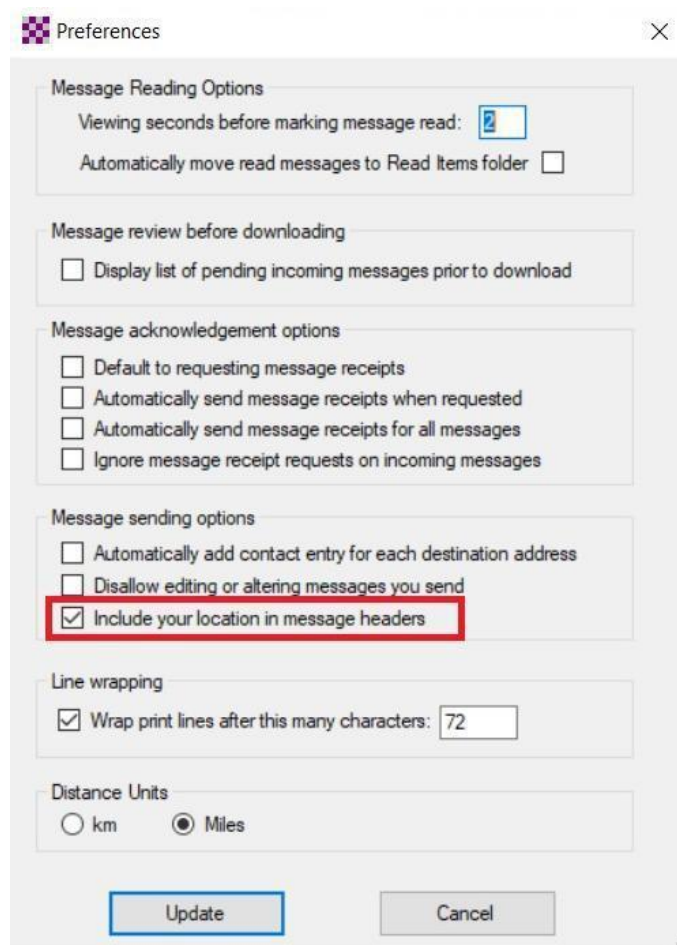 Preferences
Message Reading Options
Viewing seconds before marking message read: 2
Automatically move read messages to Read Items folder
Message review before downloading
Display list of pending incoming messages prior to download
Message acknowledgement options
Default to requesting message receipts
Automatically send message receipts when requested
Automatically send message receipts for all messages
Ignore message receipt requests on incoming messages
Message sending options
Automatically add contact entry for each destination address
Disallow editing or altering messages you send
Include your location in message headers
Line wrapping
Wrap print lines after this many characters: 72
Distance Units
km Miles
Update Cancel